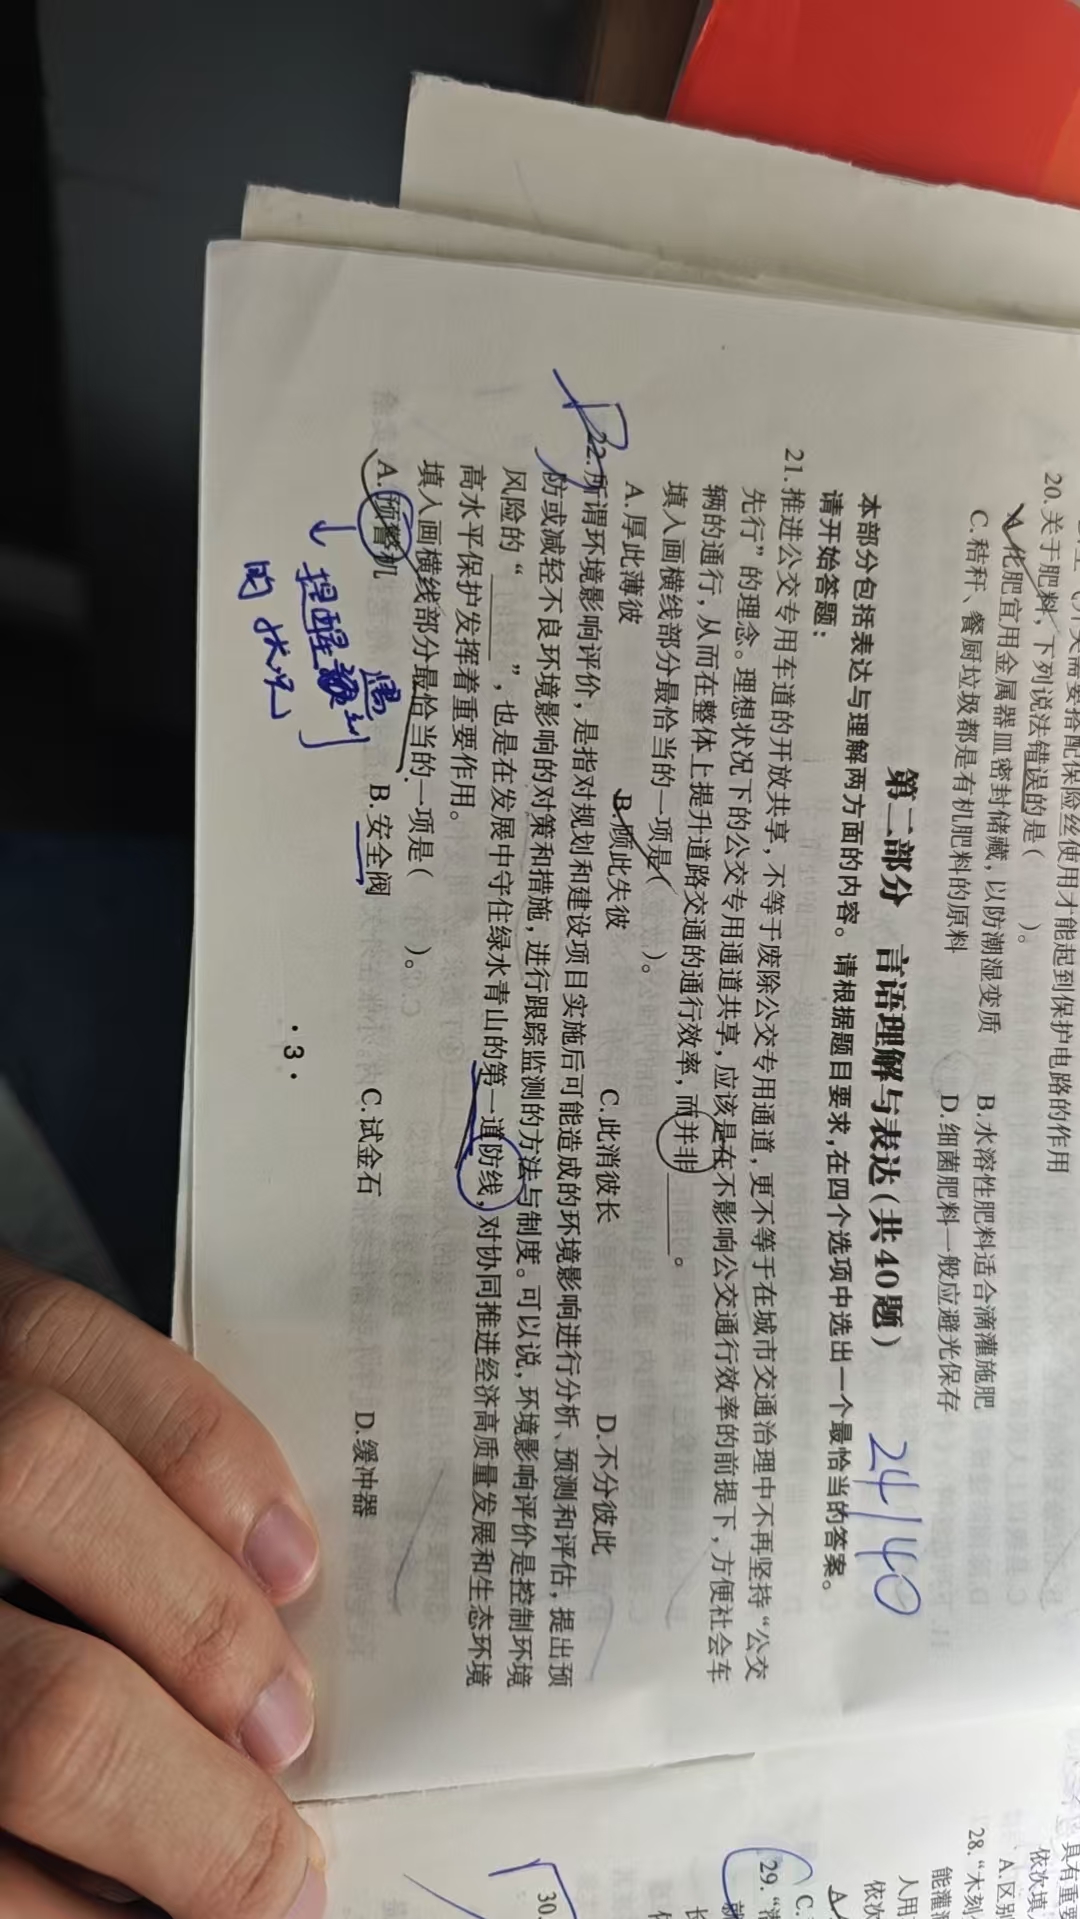 20.关于肥料，下列说法错误的是（ ）。
A.化肥宜用金属器皿密封储藏，以防潮湿变质 B.水溶性肥料适合滴灌施肥
C.秸秆、餐厨垃圾都是有机肥料的原料 D.细菌肥料一般应避光保存
第二部分 言语理解与表达（共40题）
24/40
本部分包括表达与理解两方面的内容。请根据题目要求，在四个选项中选出一个最恰当的答案。
请开始答题：
21.推进公交专用车道的开放共享，不等于废除公交专用通道，更不等于在城市交通治理中不再坚持“公交
先行”的理念。理想状况下的公交专用通道共享，应该是在不影响公交通行效率的前提下，方便社会车
辆的通行，从而在整体上提升道路交通的通行效率，而并非______。
填入画横线部分最恰当的一项是（ ）。
A.厚此薄彼 B.顾此失彼 C.此消彼长 D.不分彼此
22.所谓环境影响评价，是指对规划和建设项目实施后可能造成的环境影响进行分析、预测和评估，提出预
防或减轻不良环境影响的对策和措施，进行跟踪监测的方法与制度。可以说，环境影响评价是控制环境
风险的“______”，也是在发展中守住绿水青山的第一道防线，对协同推进经济高质量发展和生态环境
高水平保护发挥着重要作用。
填入画横线部分最恰当的一项是（ ）。
A.预警机 B.安全阀 C.试金石 D.缓冲器
提醒
的状况
·3·
28.“木刻
29.
30.